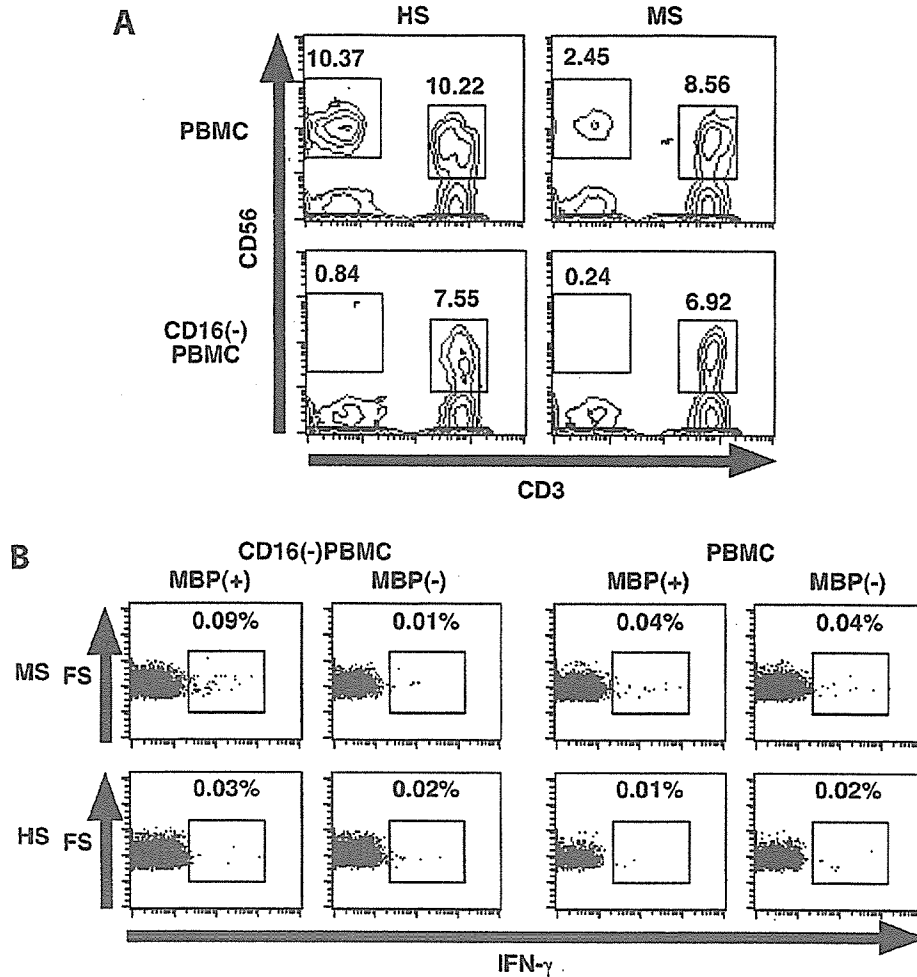 A
HS
MS
PBMC
10.37
10.22
2.45
8.56
CD56
CD16(-)
PBMC
0.84
7.55
0.24
6.92
CD3
B
CD16(-)PBMC
PBMC
MBP(+)
MBP(-)
MBP(+)
MBP(-)
MS
FS
0.09%
0.01%
0.04%
0.04%
HS
FS
0.03%
0.02%
0.01%
0.02%
IFN-γ